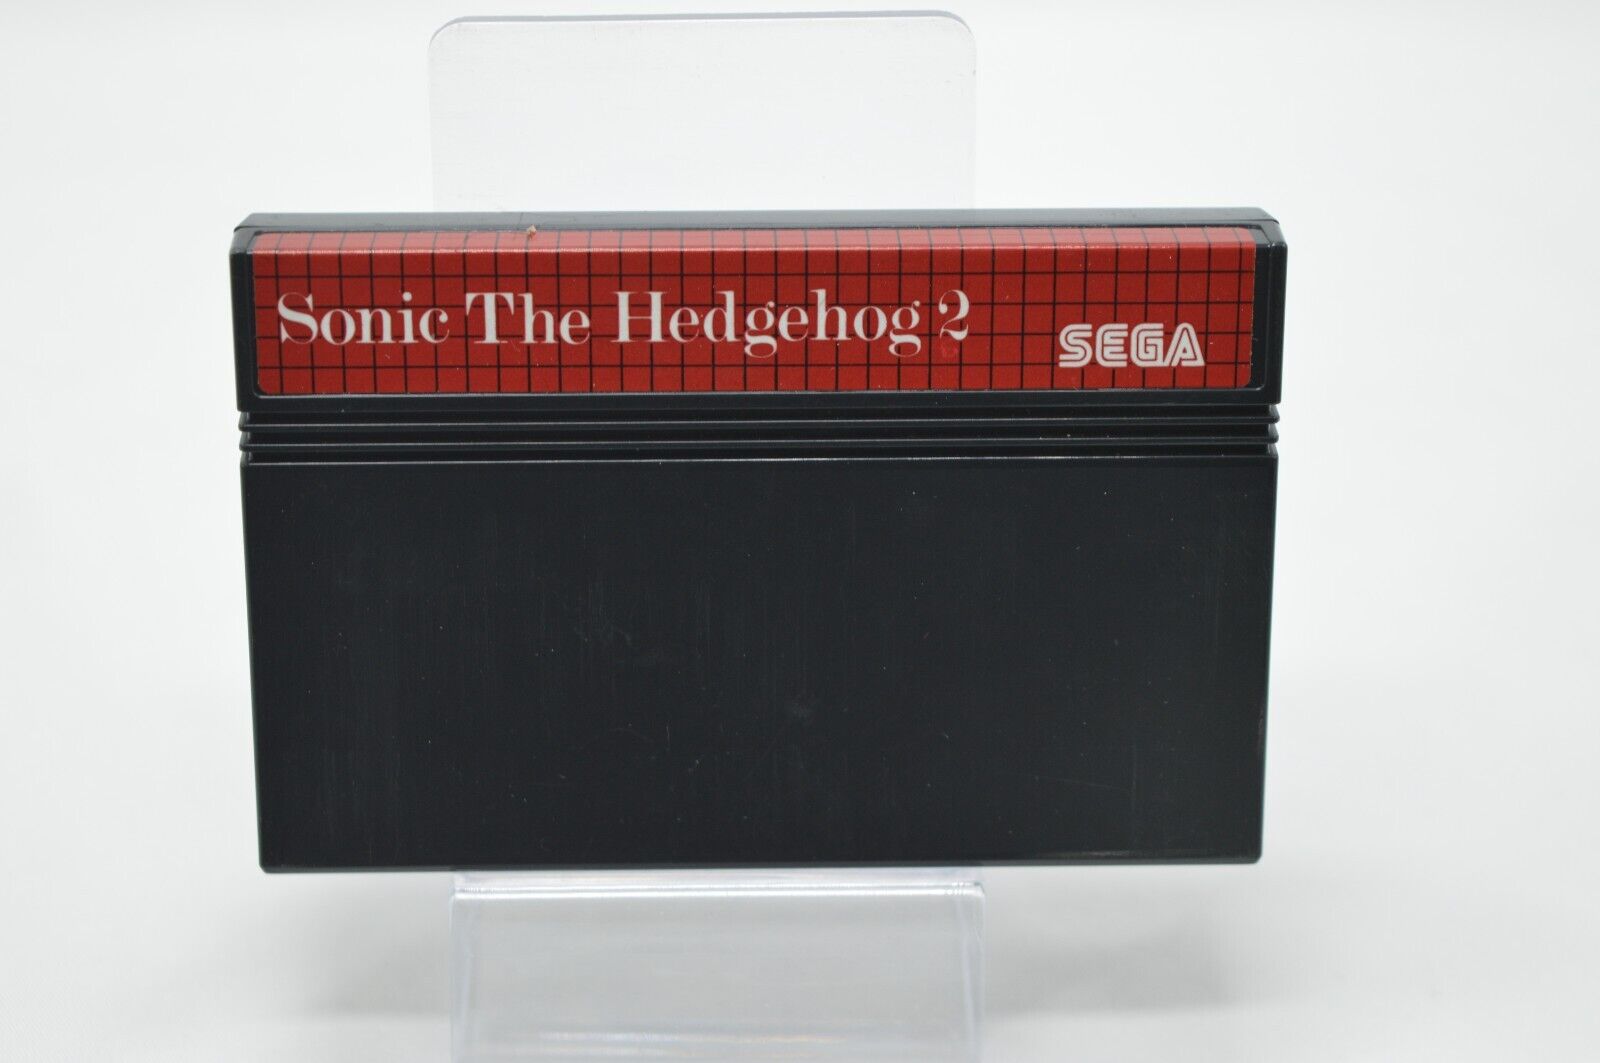 Sonic The Hedgehog 2
SEGA